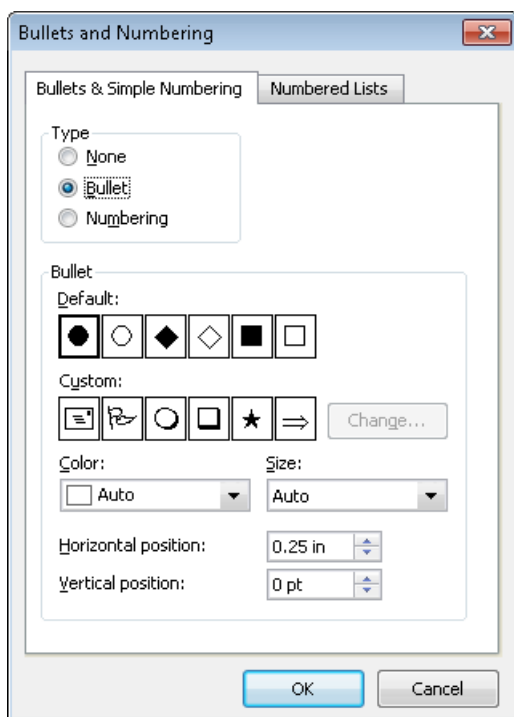 Bullets and Numbering
Bullets & Simple Numbering Numbered Lists
Type
None
Bullet
Numbering
Bullet
Default:
Custom:
Change...
Color: Size:
Auto Auto
Horizontal position: 0.25 in
Vertical position: 0 pt
OK Cancel